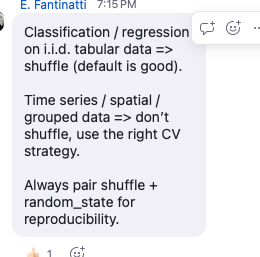 E. Fantinatti 7:15 PM
Classification / regression
on i.i.d. tabular data =>
shuffle (default is good).
Time series / spatial /
grouped data => don’t
shuffle, use the right CV
strategy.
Always pair shuffle +
random_state for
reproducibility.
👍 1